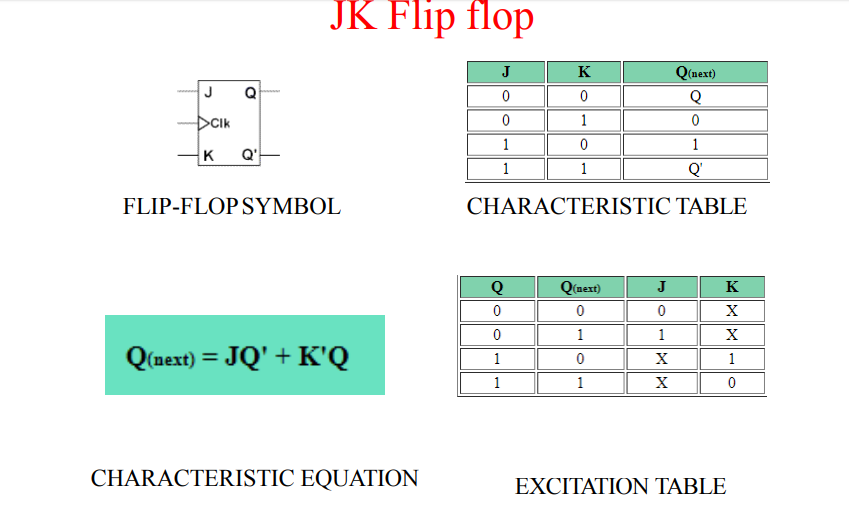 JK Flip flop
J Q
Clk
K Q'
FLIP-FLOP SYMBOL
J K Q(next)
0 0 Q
0 1 0
1 0 1
1 1 Q'
CHARACTERISTIC TABLE
Q(next) = JQ' + K'Q
CHARACTERISTIC EQUATION
Q Q(next) J K
0 0 0 X
0 1 1 X
1 0 X 1
1 1 X 0
EXCITATION TABLE